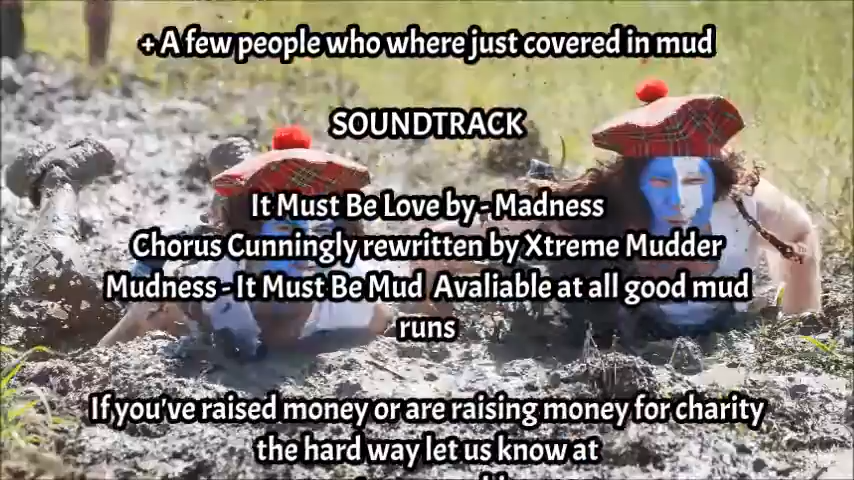 + A few people who where just covered in mud
SOUNDTRACK
It Must Be Love by - Madness
Chorus Cunningly rewritten by Xtreme Mudder
Mudness - It Must Be Mud Avaliable at all good mud
runs
If you've raised money or are raising money for charity
the hard way let us know at